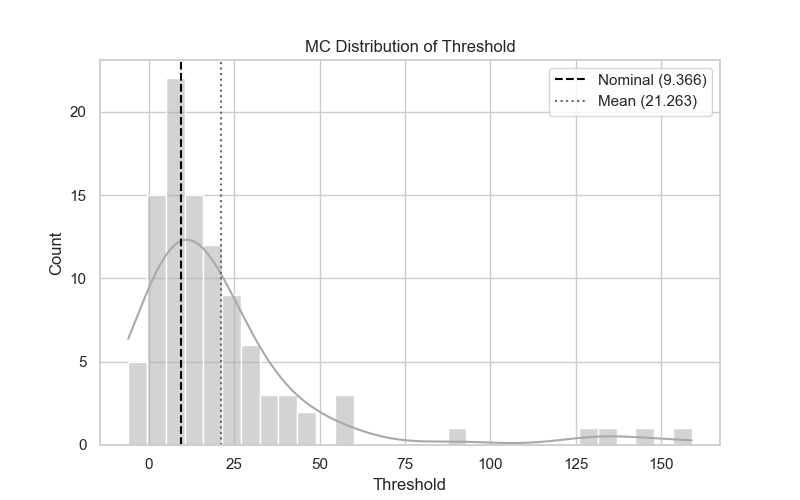 MC Distribution of Threshold
Nominal (9.366)
Mean (21.263)
Count
20
15
10
5
0
0 25 50 75 100 125 150
Threshold